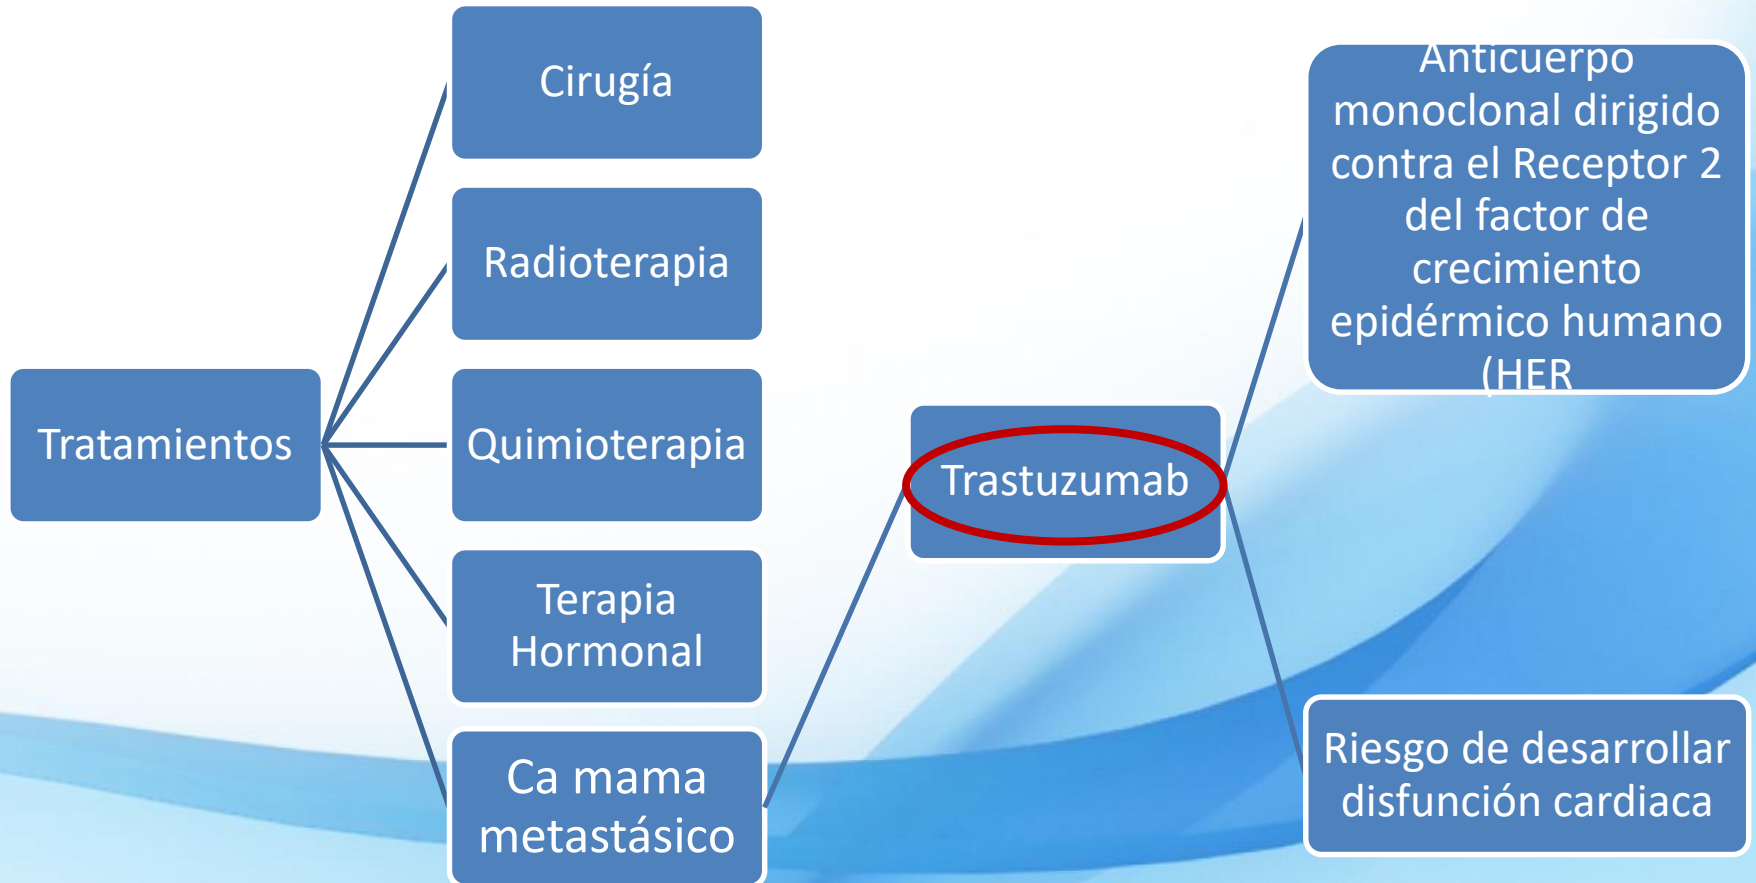 Tratamientos
Cirugía
Radioterapia
Quimioterapia
Terapia
Hormonal
Ca mama
metastásico
Trastuzumab
Anticuerpo
monoclonal dirigido
contra el Receptor 2
del factor de
crecimiento
epidérmico humano
(HER
Riesgo de desarrollar
disfunción cardiaca